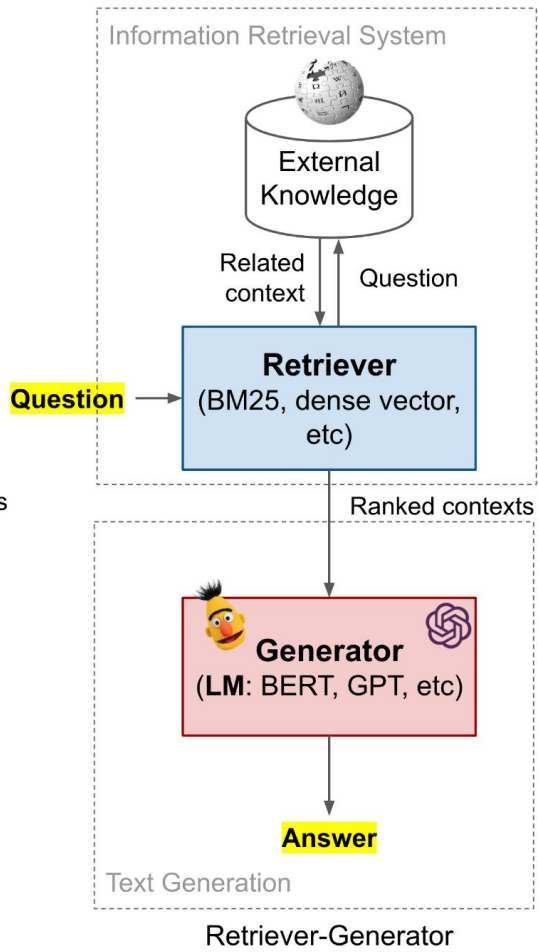 Information Retrieval System
External
Knowledge
Related
context
Question
Retriever
Question
(BM25, dense vector,
etc)
s
Ranked contexts
Generator
(LM: BERT, GPT, etc)
Answer
Text Generation
Retriever-Generator